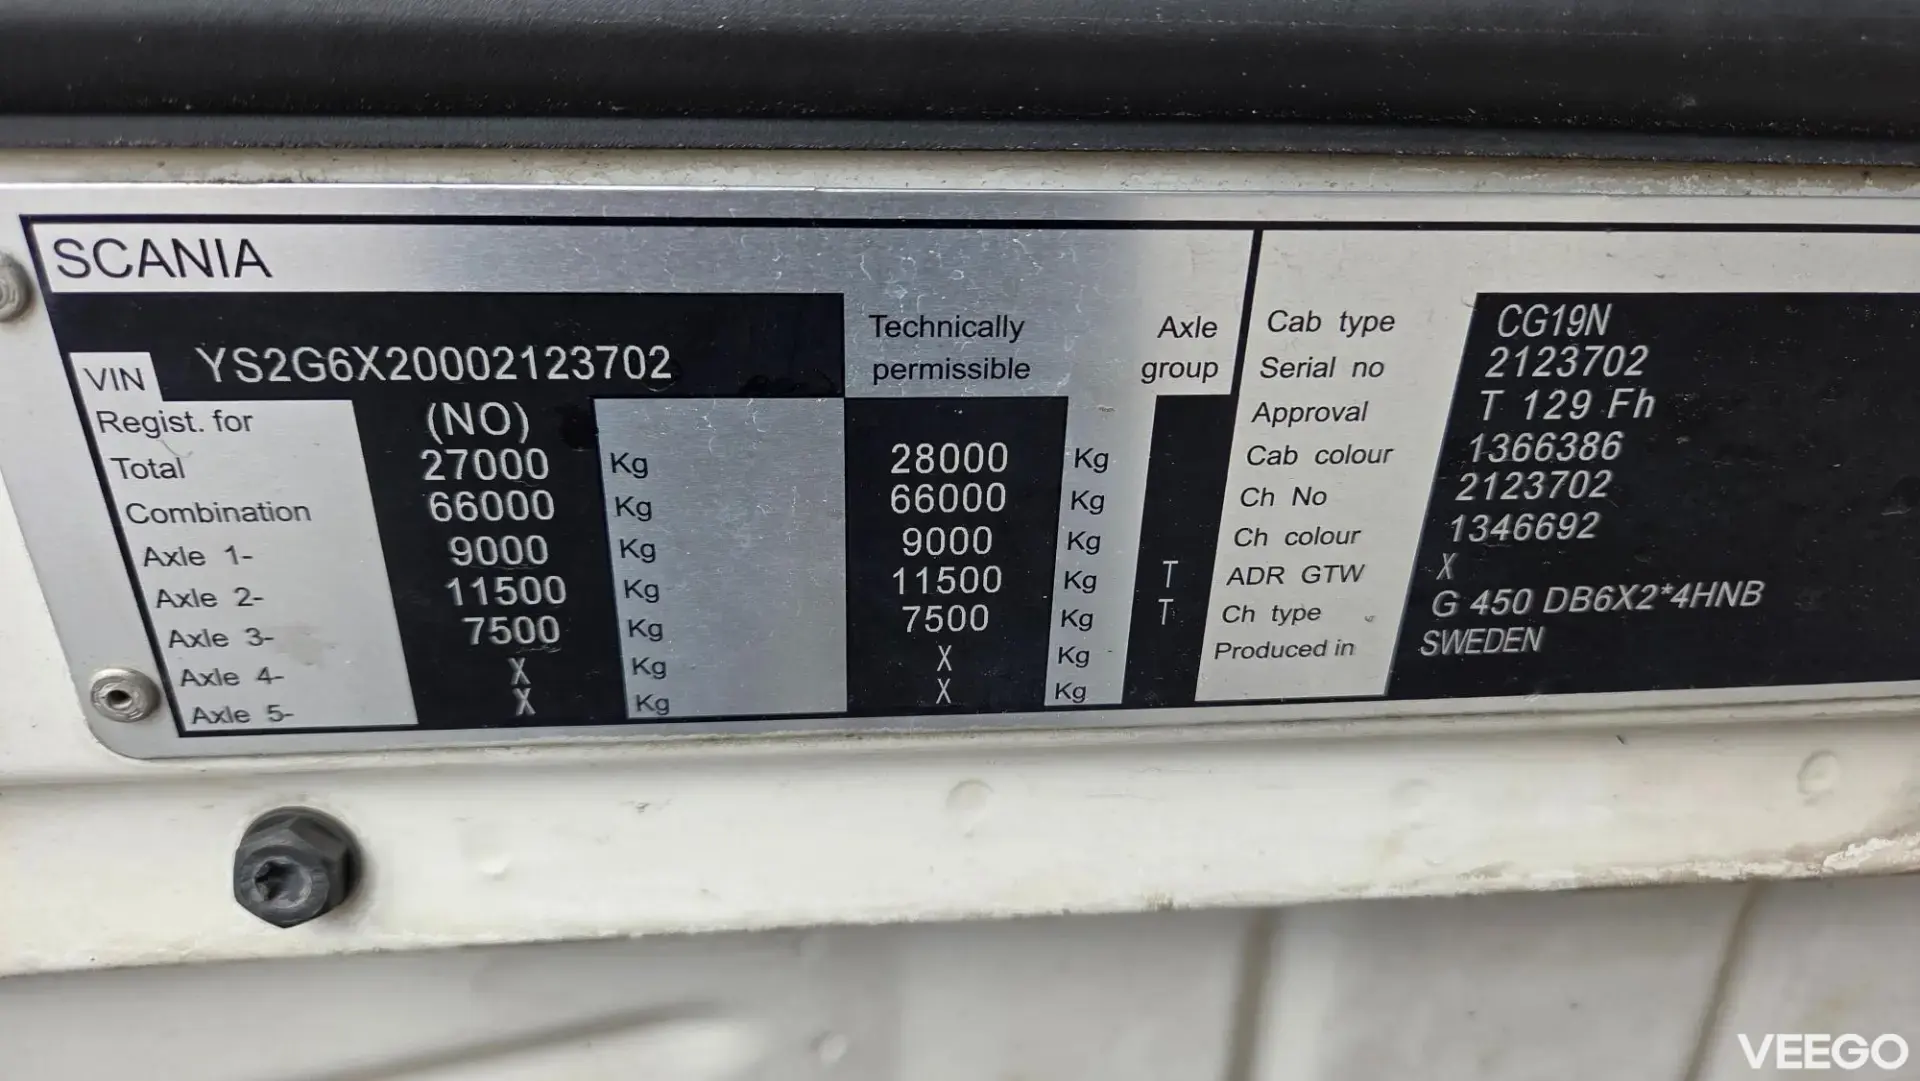 SCANIA
VIN YS2G6X20002123702 Technically permissible Axle group
Regist. for (NO)
Total 27000 Kg 28000 Kg
Combination 66000 Kg 66000 Kg
Axle 1- 9000 Kg 9000 Kg
Axle 2- 11500 Kg 11500 Kg T
Axle 3- 7500 Kg 7500 Kg T
Axle 4- X Kg X Kg
Axle 5- X Kg X Kg
Cab type CG19N
Serial no 2123702
Approval T 129 Fh
Cab colour 1366386
Ch No 2123702
Ch colour 1346692
ADR GTW X
Ch type G 450 DB6X2*4HNB
Produced in SWEDEN
VEEGO